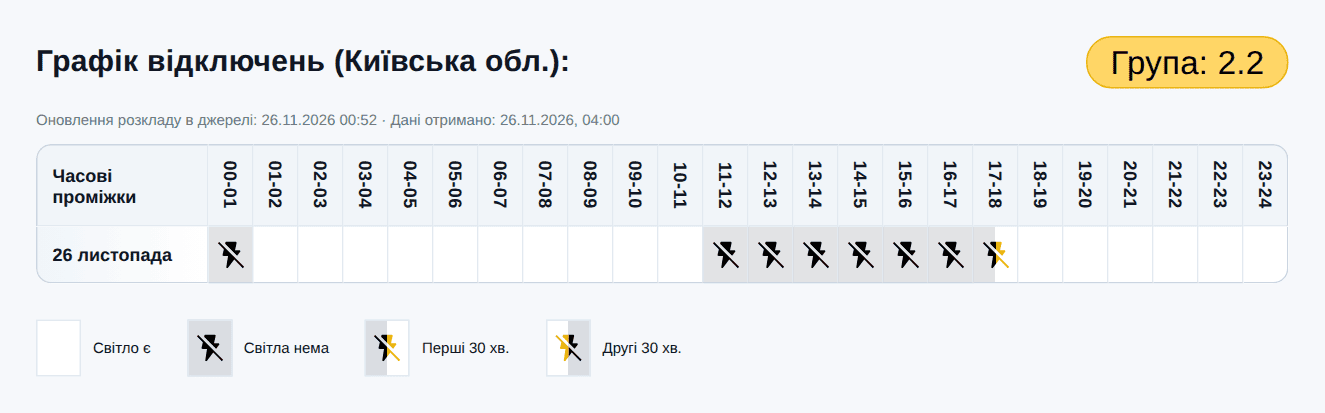 Графік відключень (Київська обл.):
Група: 2.2
Оновлення розкладу в джерелі: 26.11.2026 00:52 · Дані отримано: 26.11.2026, 04:00
Часові
проміжки
00-01
01-02
02-03
03-04
04-05
05-06
06-07
07-08
08-09
09-10
10-11
11-12
12-13
13-14
14-15
15-16
16-17
17-18
18-19
19-20
20-21
21-22
22-23
23-24
26 листопада
Світло є
Світла нема
Перші 30 хв.
Другі 30 хв.